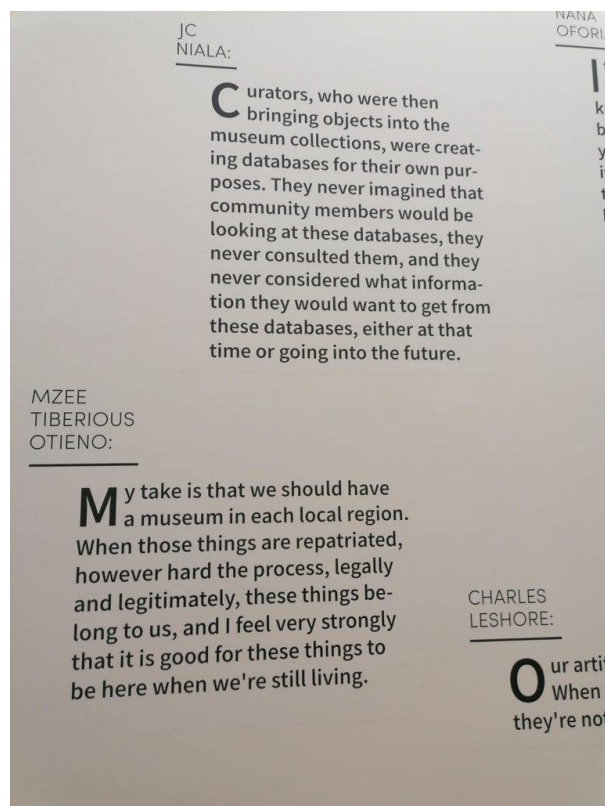 JC
NIALA:
Curators, who were then
bringing objects into the
museum collections, were creat-
ing databases for their own pur-
poses. They never imagined that
community members would be
looking at these databases, they
never consulted them, and they
never considered what informa-
tion they would want to get from
these databases, either at that
time or going into the future.
NANA
MZEE
TIBERIOUS
OTIENO:
My take is that we should have
a museum in each local region.
When those things are repatriated,
however hard the process, legally
and legitimately, these things be-
long to us, and I feel very strongly
that it is good for these things to
be here when we're still living.
CHARLES
LESHORE:
Our
When
they're